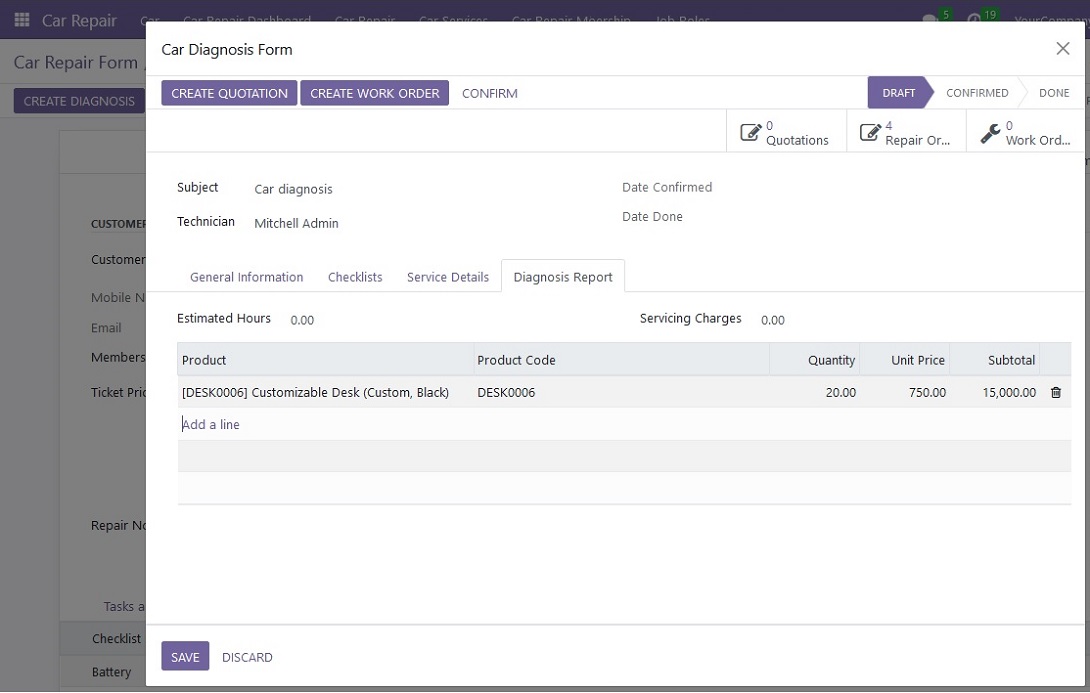 Car Repair Car Car Repair Dashboard Car Repair Car Services Car Repair Job Roles 5 19
Car Diagnosis Form
Car Repair Form /
CREATE DIAGNOSIS
CREATE QUOTATION CREATE WORK ORDER CONFIRM DRAFT CONFIRMED DONE
0 Quotations
4 Repair Or...
0 Work Ord...
Subject Car diagnosis Date Confirmed
Technician Mitchell Admin Date Done
CUSTOMER
Customer
General Information Checklists Service Details Diagnosis Report
Mobile N
Estimated Hours 0.00 Servicing Charges 0.00
Email
Members
Product Product Code Quantity Unit Price Subtotal
Ticket Pric
[DESK0006] Customizable Desk (Custom, Black) DESK0006 20.00 750.00 15,000.00
Add a line
Repair No
Tasks a
Checklist
Battery
SAVE DISCARD